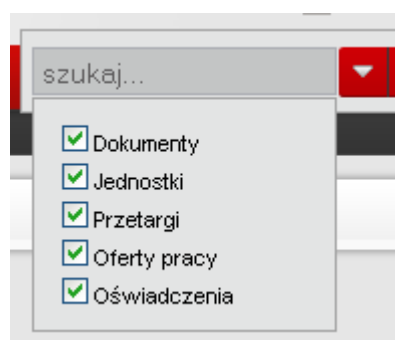 szukaj...
Dokumenty
Jednostki
Przetargi
Oferty pracy
Oświadczenia